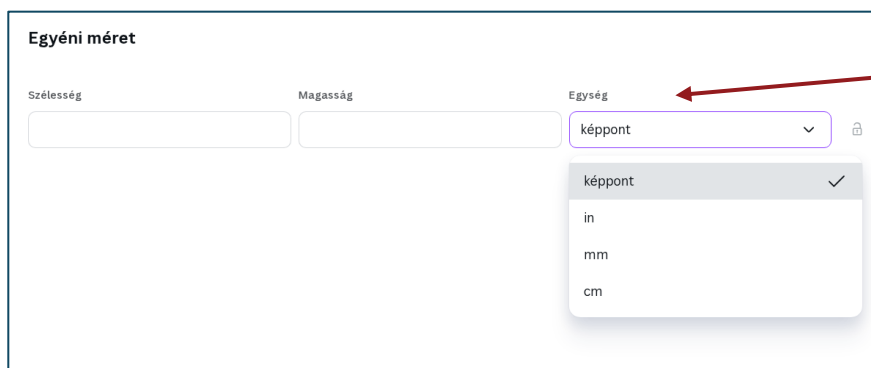 Egyéni méret
Szélesség Magasság Egység
képpont
képpont
in
mm
cm